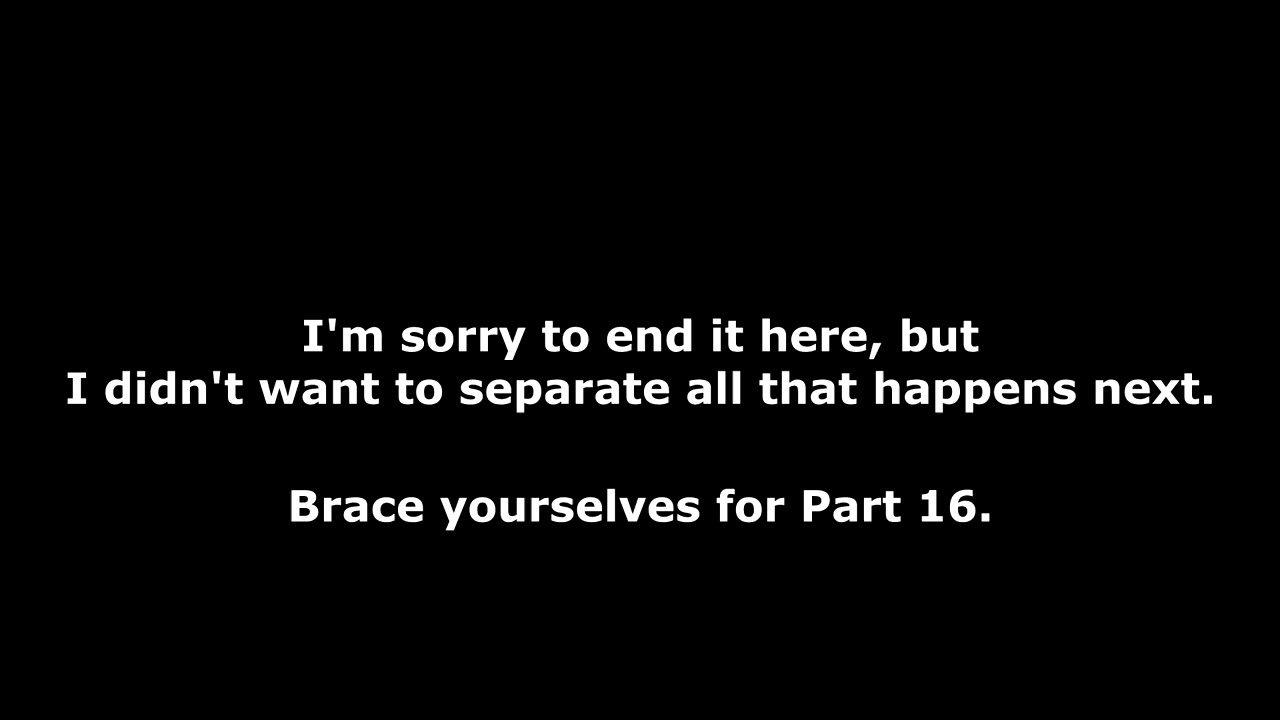 I'm sorry to end it here, but
I didn't want to separate all that happens next.
Brace yourselves for Part 16.